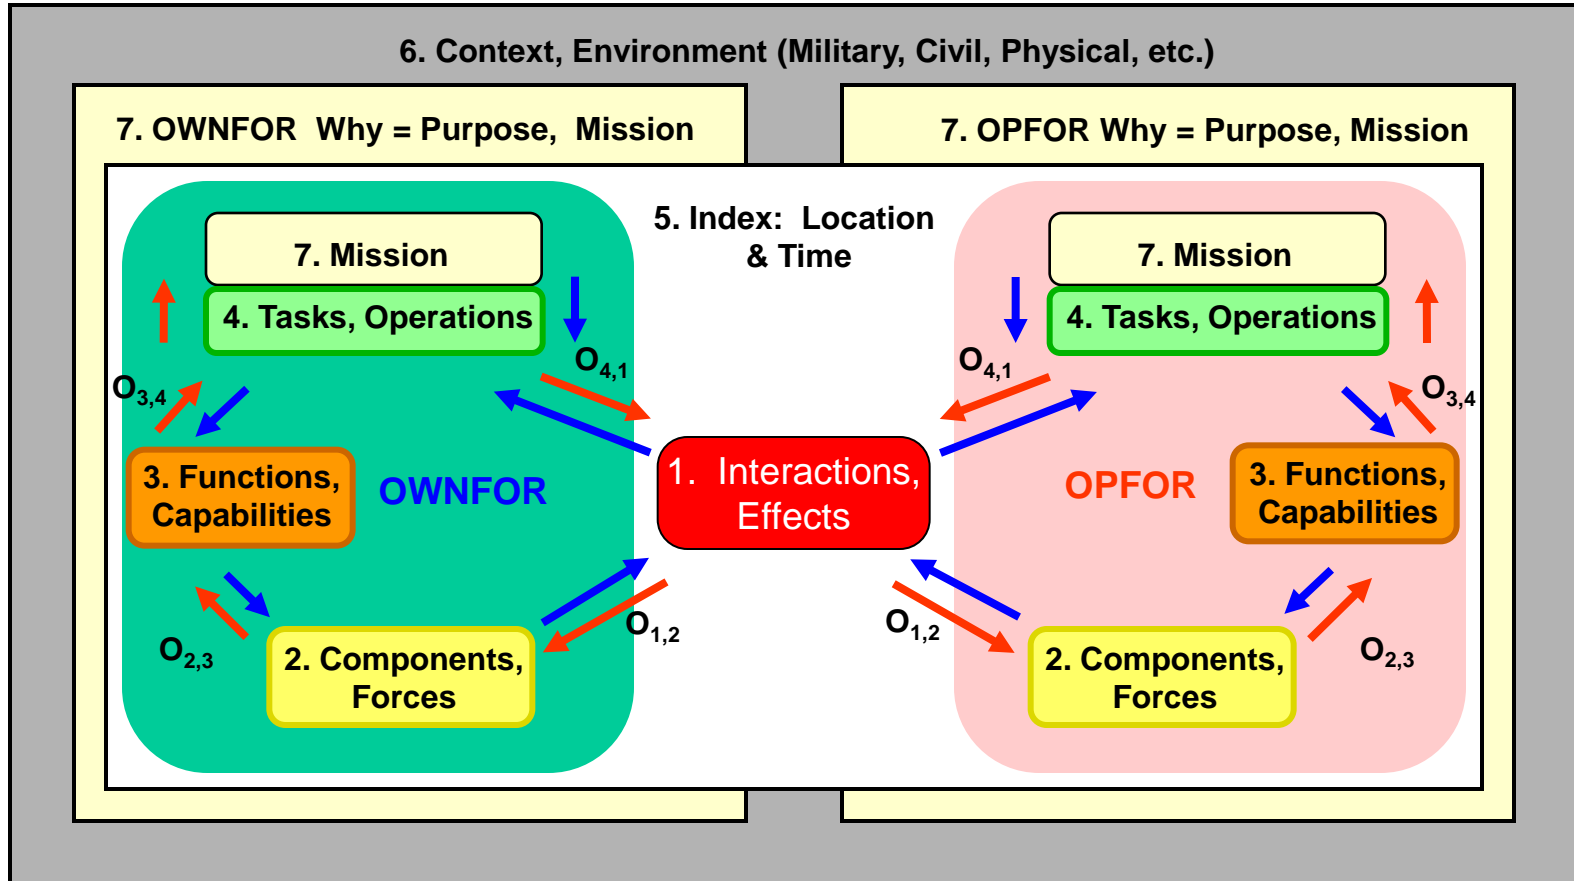 6. Context, Environment (Military, Civil, Physical, etc.)
7. OWNFOR Why = Purpose, Mission
7. OPFOR Why = Purpose, Mission
5. Index: Location
& Time
7. Mission
4. Tasks, Operations
O4,1
O3,4
3. Functions,
Capabilities
OWNFOR
O2,3
2. Components,
Forces
O1,2
1. Interactions,
Effects
7. Mission
4. Tasks, Operations
O4,1
O3,4
OPFOR
3. Functions,
Capabilities
O1,2
2. Components,
Forces
O2,3